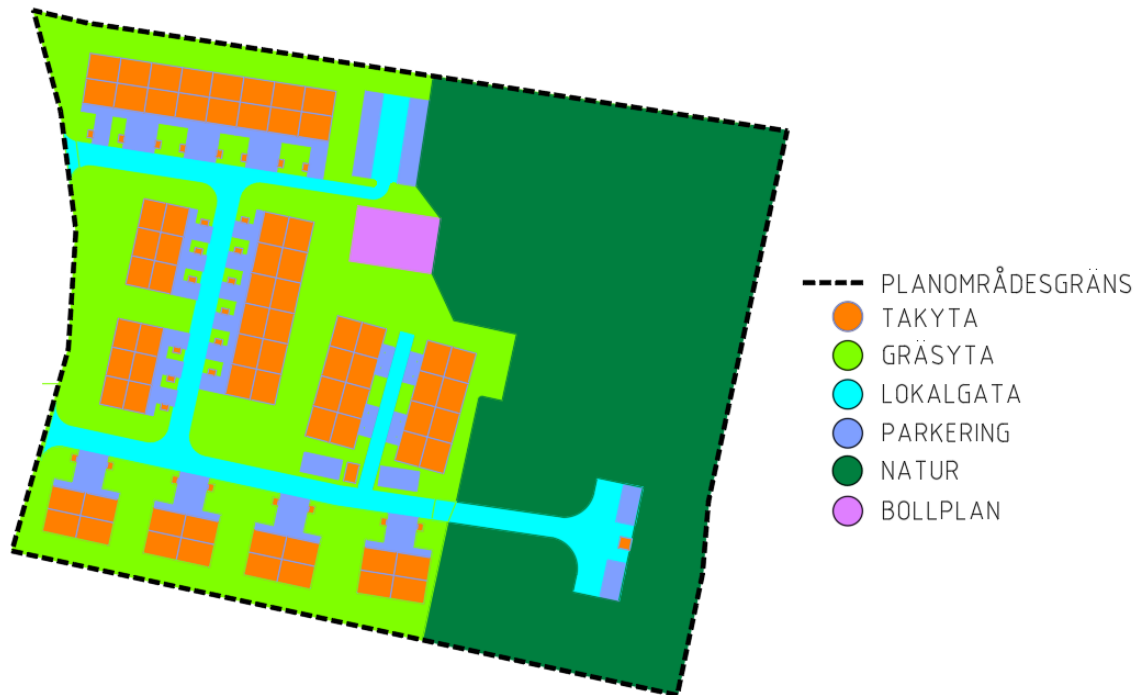 PLANOMRÅDESGRÄNS
TAKYTA
GRÄSYTA
LOKALGATA
PARKERING
NATUR
BOLLPLAN